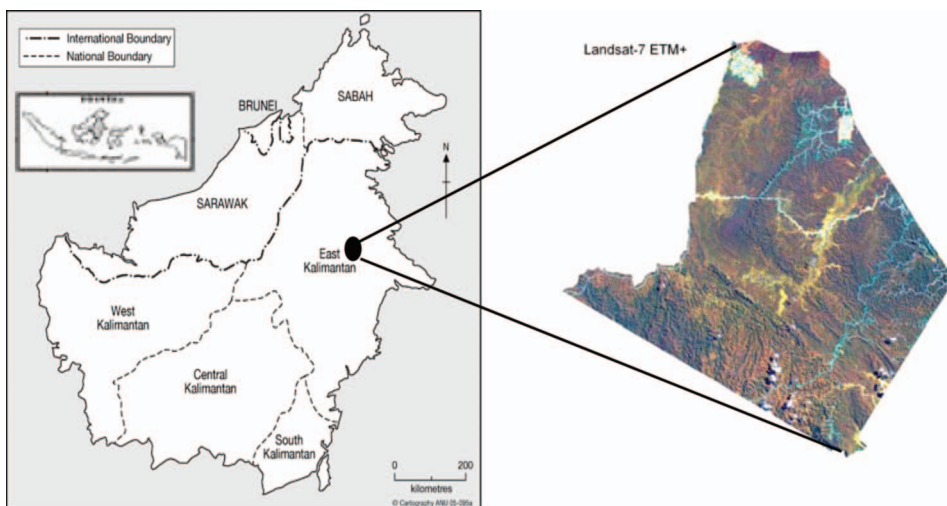 International Boundary
National Boundary
SABAH
BRUNEI
SARAWAK
N
East
Kalimantan
West
Kalimantan
Central
Kalimantan
South
Kalimantan
0 200
kilometres
© Cartography ANU 05-095a
Landsat-7 ETM+